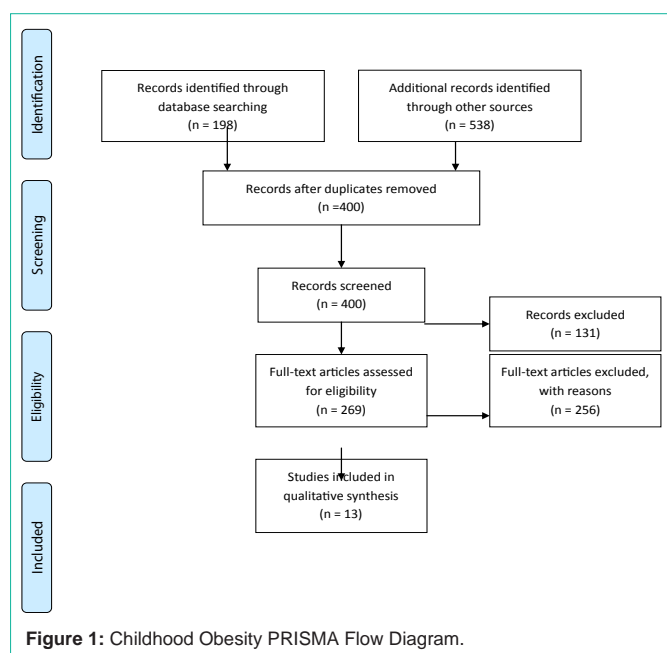 Identification
Records identified through
database searching
(n = 198)
Additional records identified
through other sources
(n = 538)
Screening
Records after duplicates removed
(n =400)
Records screened
(n = 400)
Records excluded
(n = 131)
Eligibility
Full-text articles assessed
for eligibility
(n = 269)
Full-text articles excluded,
with reasons
(n = 256)
Included
Studies included in
qualitative synthesis
(n = 13)
Figure 1: Childhood Obesity PRISMA Flow Diagram.